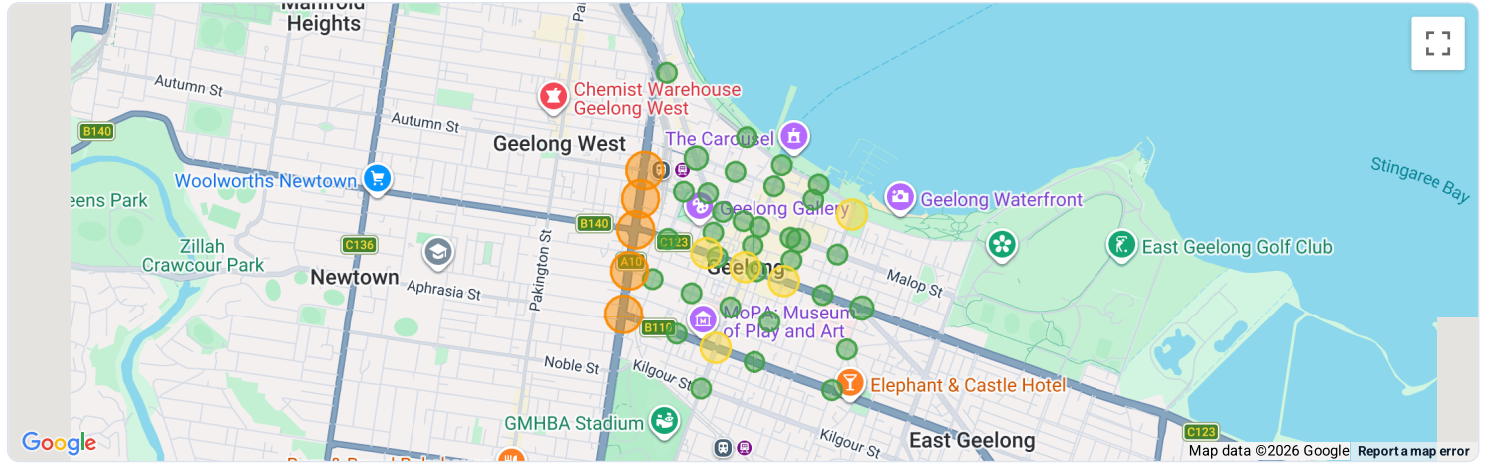 Manifold
Heights
Autumn St
Chemist Warehouse
Geelong West
B140
Autumn St
Geelong West
The Carousel
Stingaree Bay
Woolworths Newtown
eens Park
Geelong Gallery
Geelong Waterfront
B140
C136
C123
Zillah
Crawcour Park
East Geelong Golf Club
Newtown
Pakington St
A10
Geelong
Malop St
Aphrasia St
B110
MoPA: Museum
of Play and Art
Noble St
Kilgour St
Elephant & Castle Hotel
GMHBA Stadium
Kilgour St
East Geelong
C123
Google
Map data ©2026 Google
Report a map error